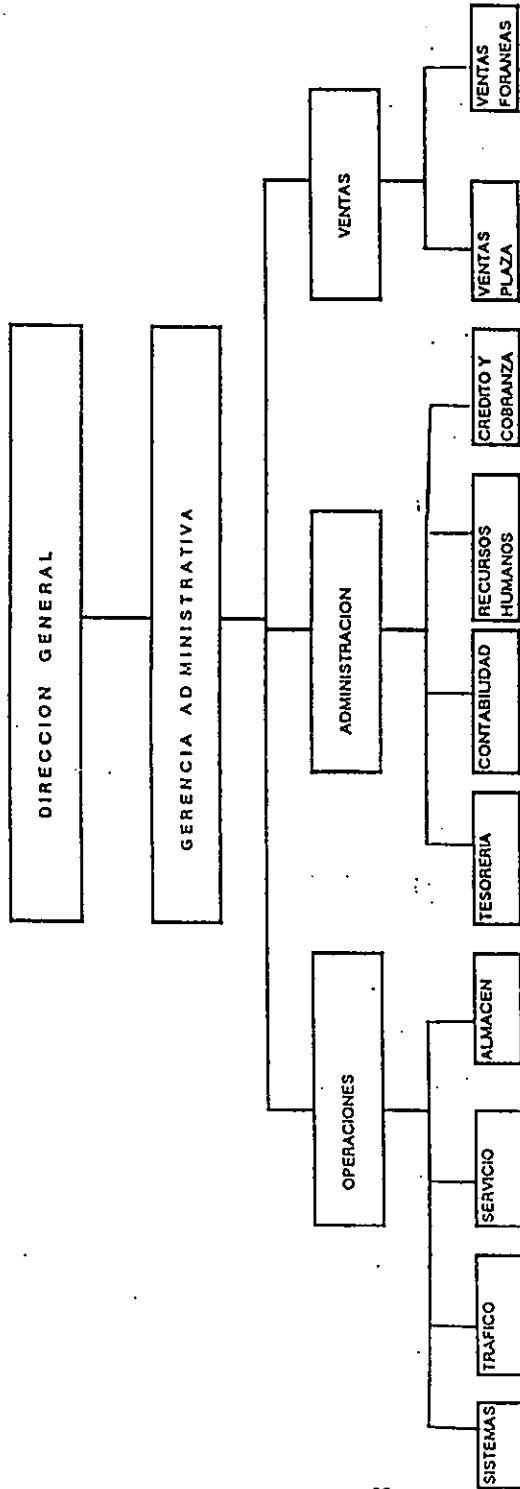 DIRECCION GENERAL
GERENCIA ADMINISTRATIVA
OPERACIONES
ADMINISTRACION
VENTAS
SISTEMAS
TRAFICO
SERVICIO
ALMACEN
TESORERIA
CONTABILIDAD
RECURSOS
HUMANOS
CREDITO Y
COBRANZA
VENTAS
PLAZA
VENTAS
FORANEAS